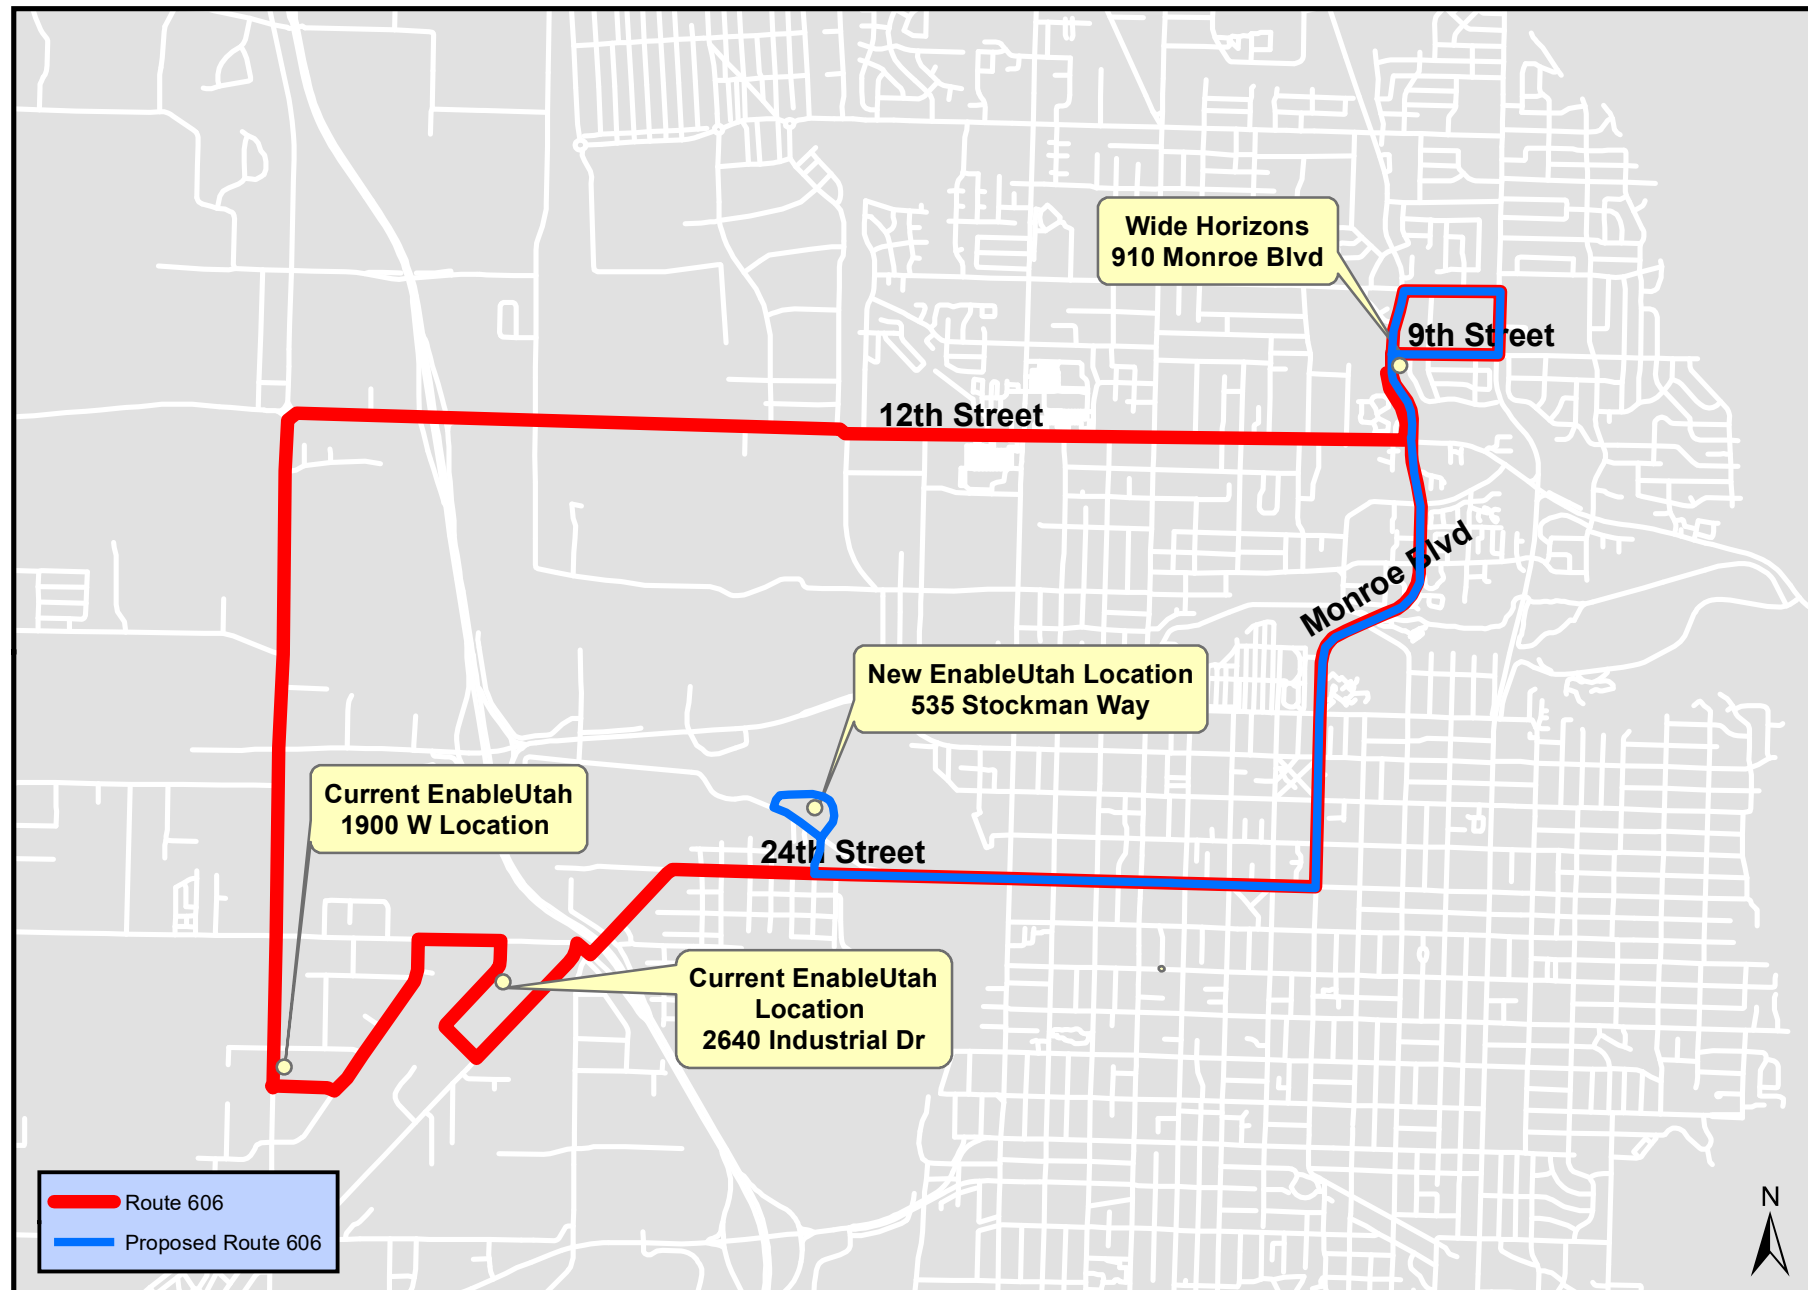 Wide Horizons
910 Monroe Blvd
9th Street
12th Street
Monroe Blvd
New EnableUtah Location
535 Stockman Way
Current EnableUtah
1900 W Location
24th Street
Current EnableUtah
Location
2640 Industrial Dr
Route 606
Proposed Route 606
N